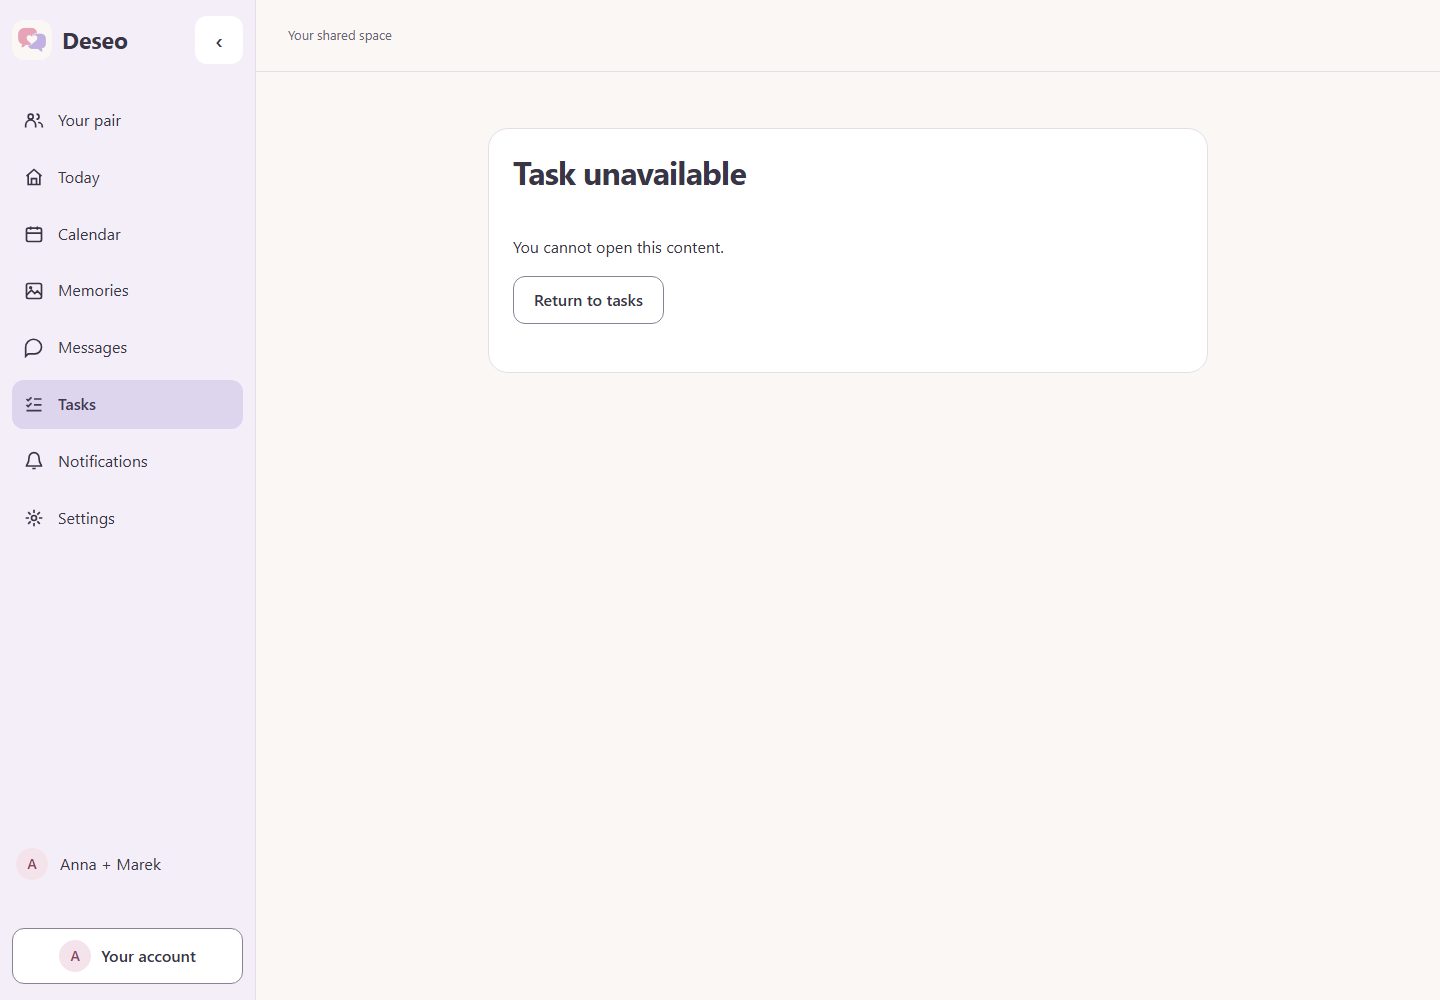 Deseo
‹
Your pair
Today
Calendar
Memories
Messages
Tasks
Notifications
Settings
A
Anna + Marek
A
Your account
Your shared space
Task unavailable
You cannot open this content.
Return to tasks